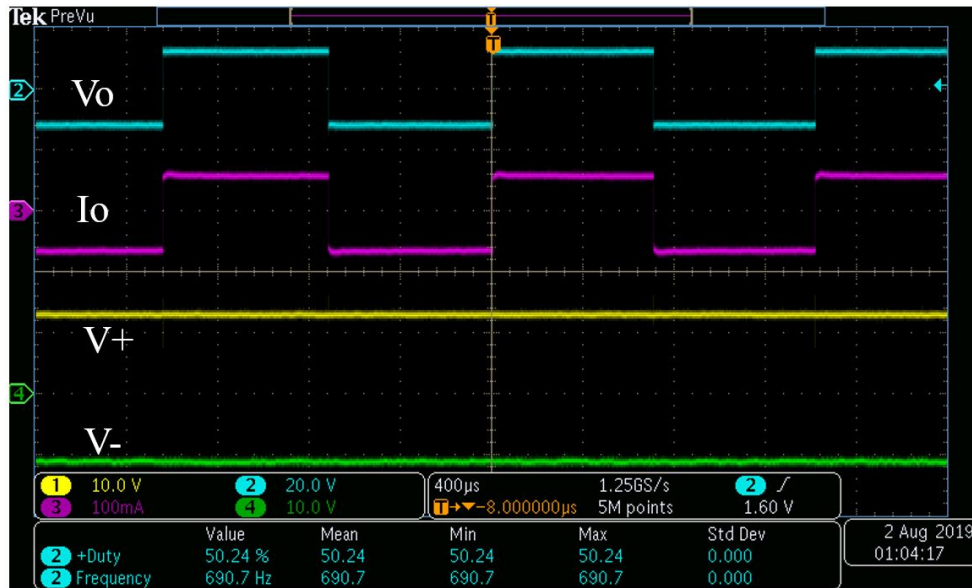 Tek PreVu
T
T
2
Vo
3
Io
V+
4
V-
1 10.0 V 2 20.0 V 400µs 1.25GS/s 2 ∫ 
3 100mA 4 10.0 V T→▼-8.000000µs 5M points 1.60 V
Value Mean Min Max Std Dev
2 +Duty 50.24 % 50.24 50.24 50.24 0.000
2 Frequency 690.7 Hz 690.7 690.7 690.7 0.000
2 Aug 2019
01:04:17